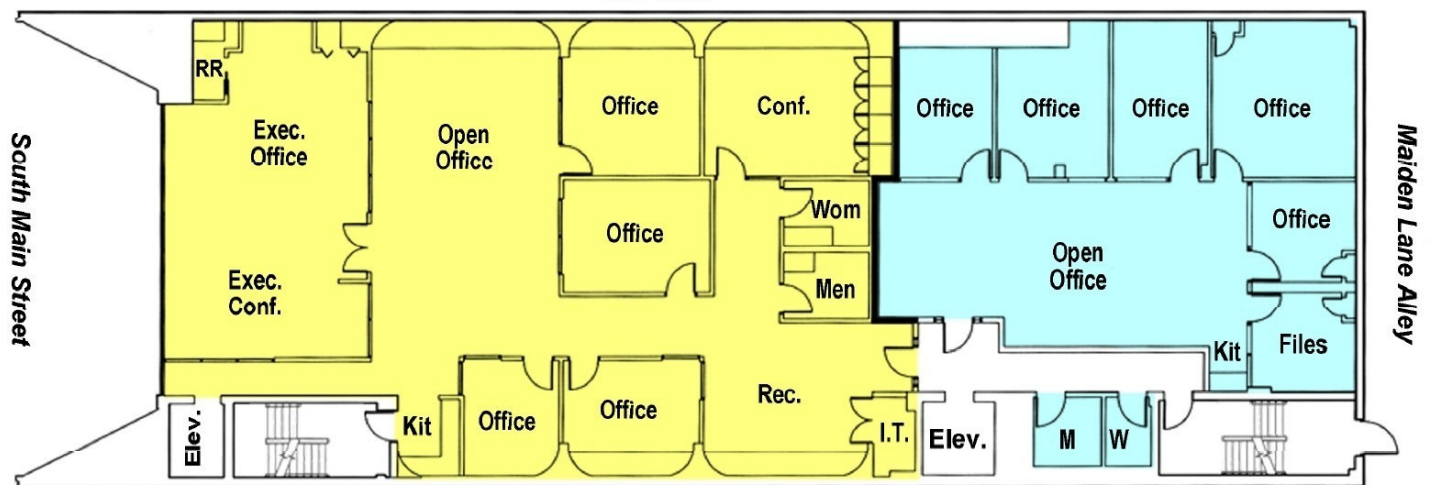 South Main Street
RR
Exec.
Office
Exec.
Conf.
Open
Officc
Office
Conf.
Office
Wom
Men
Office
Office
Rec.
Kit
I.T.
Elev.
Elev.
Office
Office
Office
Office
Office
Open
Office
Files
Kit
M
W
Maiden Lane Alley